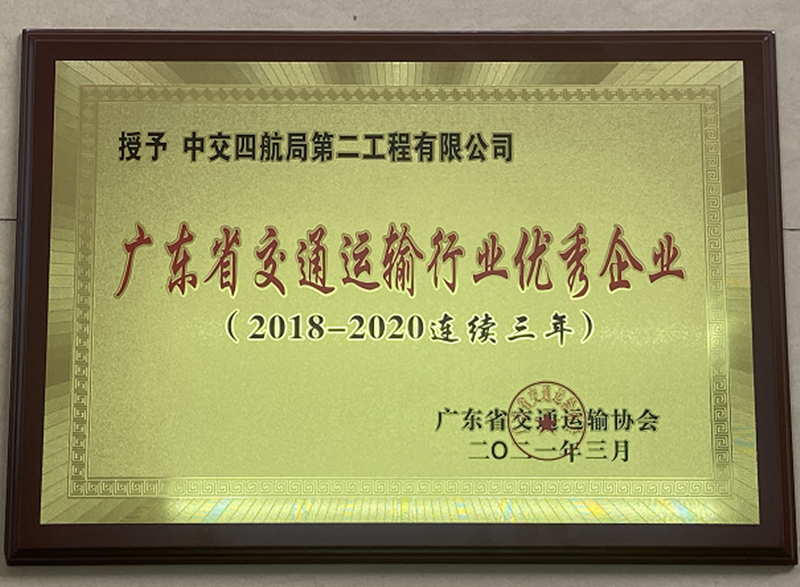 授予 中交四航局第二工程有限公司
广东省交通运输行业优秀企业
(2018-2020连续三年)
广东省交通运输协会
二〇二一年三月